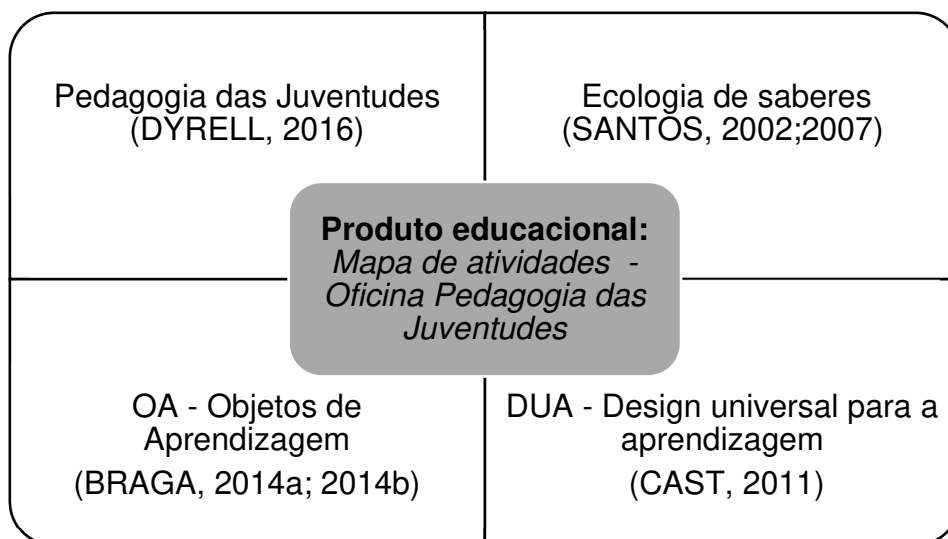 Pedagogia das Juventudes
(DYRELL, 2016)
Ecologia de saberes
(SANTOS, 2002;2007)
Produto educacional:
Mapa de atividades -
Oficina Pedagogia das
Juventudes
OA - Objetos de
Aprendizagem
(BRAGA, 2014a; 2014b)
DUA - Design universal para a
aprendizagem
(CAST, 2011)